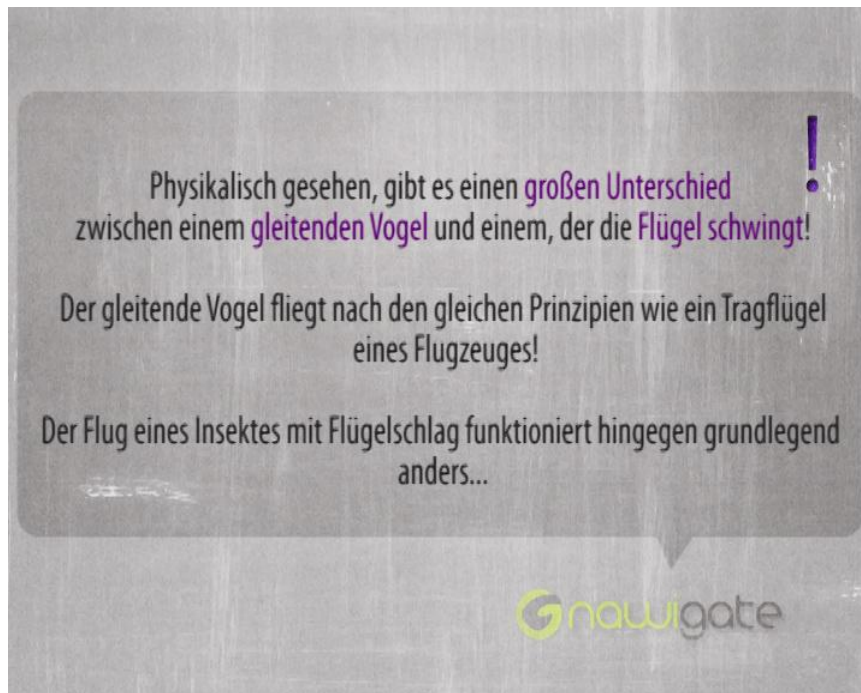 !
Physikalisch gesehen, gibt es einen großen Unterschied
zwischen einem gleitenden Vogel und einem, der die Flügel schwingt!
Der gleitende Vogel fliegt nach den gleichen Prinzipien wie ein Tragflügel
eines Flugzeuges!
Der Flug eines Insektes mit Flügelschlag funktioniert hingegen grundlegend
anders...
Gnawigate